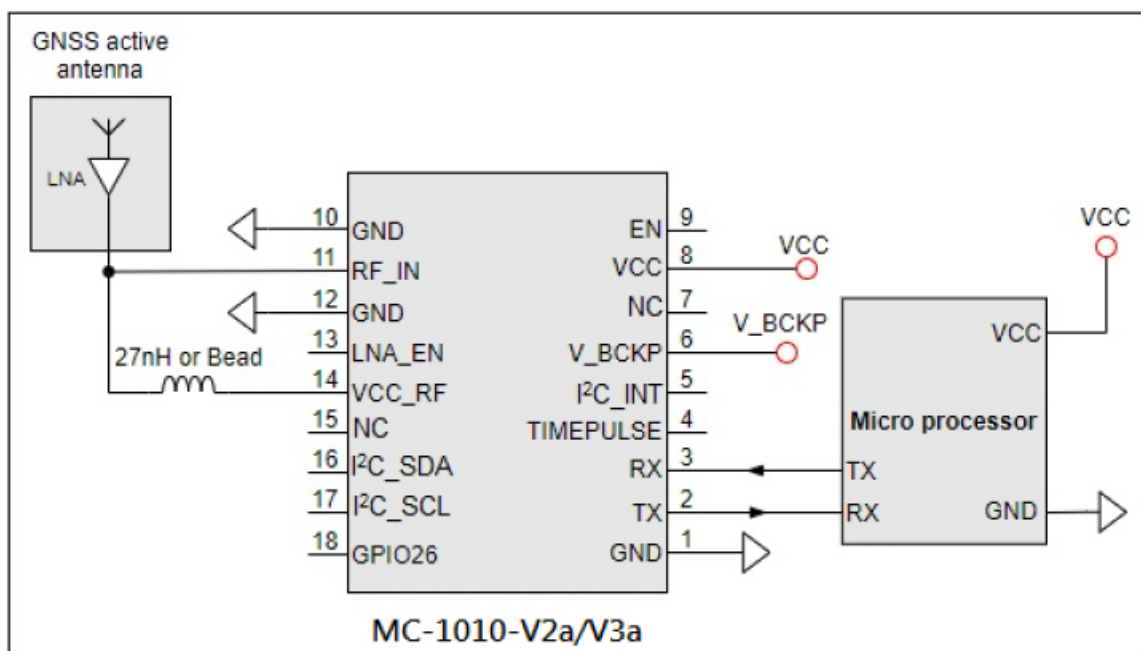 GNSS active
antenna
LNA
27nH or Bead
10
GND
11
RF_IN
12
GND
13
LNA_EN
14
VCC_RF
15
NC
16
I²C_SDA
17
I²C_SCL
18
GPIO26
EN
9
VCC
8
NC
7
V_BCKP
6
I²C_INT
5
TIMEPULSE
4
RX
3
TX
2
GND
1
VCC
V_BCKP
VCC
VCC
Micro processor
TX
RX
GND
MC-1010-V2a/V3a